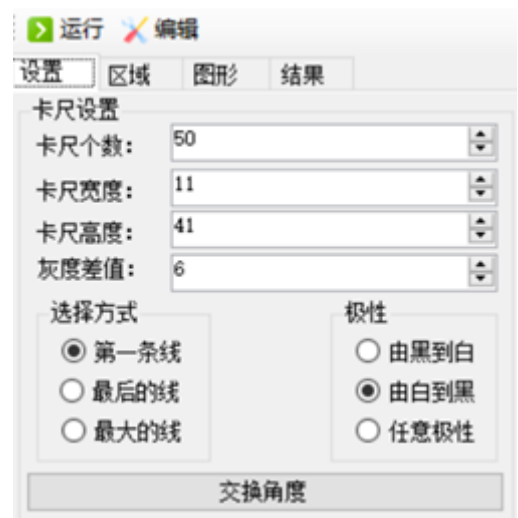 运行 编辑
设置 区域 图形 结果
卡尺设置
卡尺个数： 50
卡尺宽度： 11
卡尺高度： 41
灰度差值： 6
选择方式 极性
第一条线 由黑到白
最后的线 由白到黑
最大的线 任意极性
交换角度